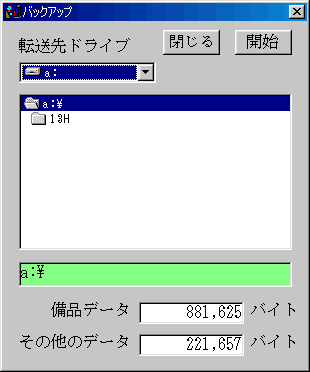 バックアップ
転送先ドライブ
閉じる
開始
a:
a:¥
13H
a:¥
備品データ 881,625 バイト
その他のデータ 221,657 バイト